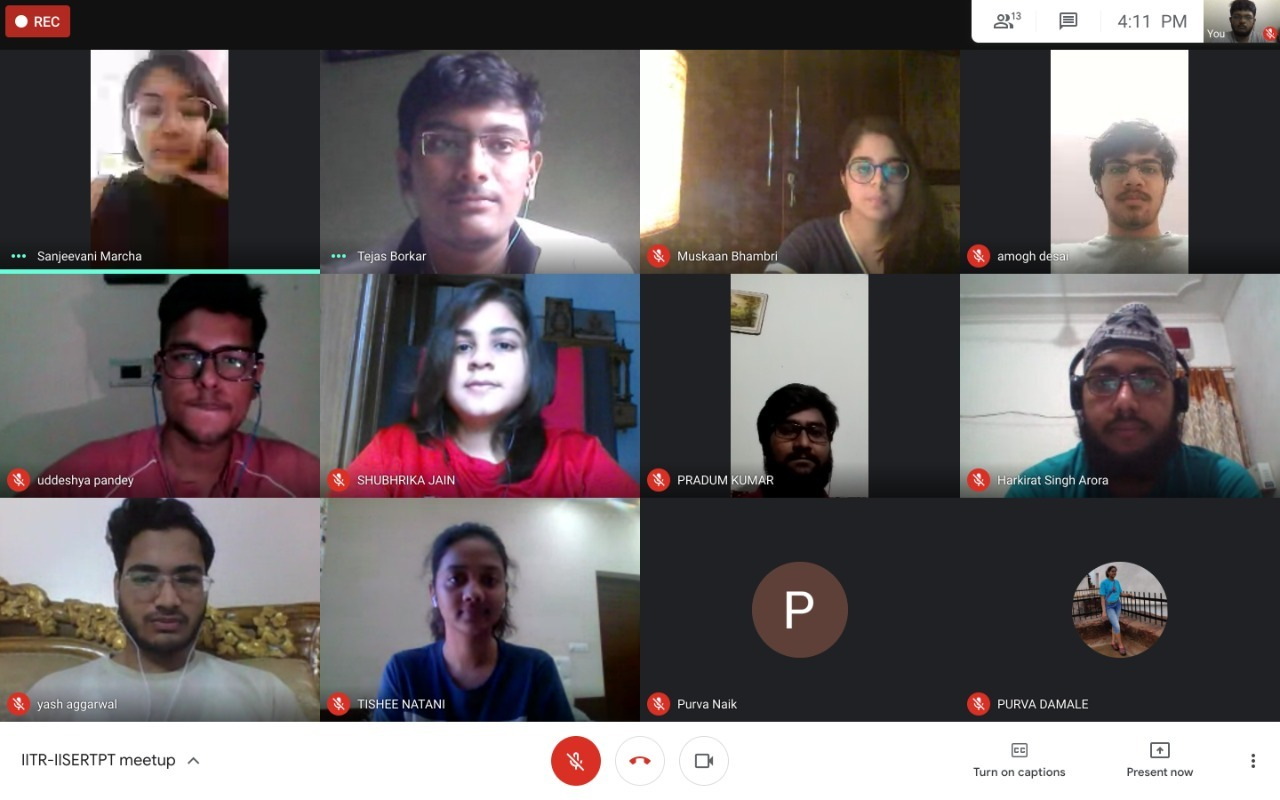 REC
13
4:11 PM
You
Sanjeevani Marcha
Tejas Borkar
Muskaan Bhambri
amogh desai
uddeshya pandey
SHUBHRIKA JAIN
PRADUM KUMAR
Harkirat Singh Arora
yash aggarwal
TISHEE NATANI
P
Purva Naik
PURVA DAMALE
IITR-IISERTPT meetup
CC
Turn on captions
Present now